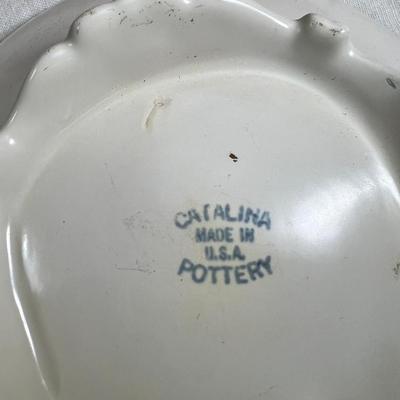 CATALINA
MADE IN
U.S.A.
POTTERY